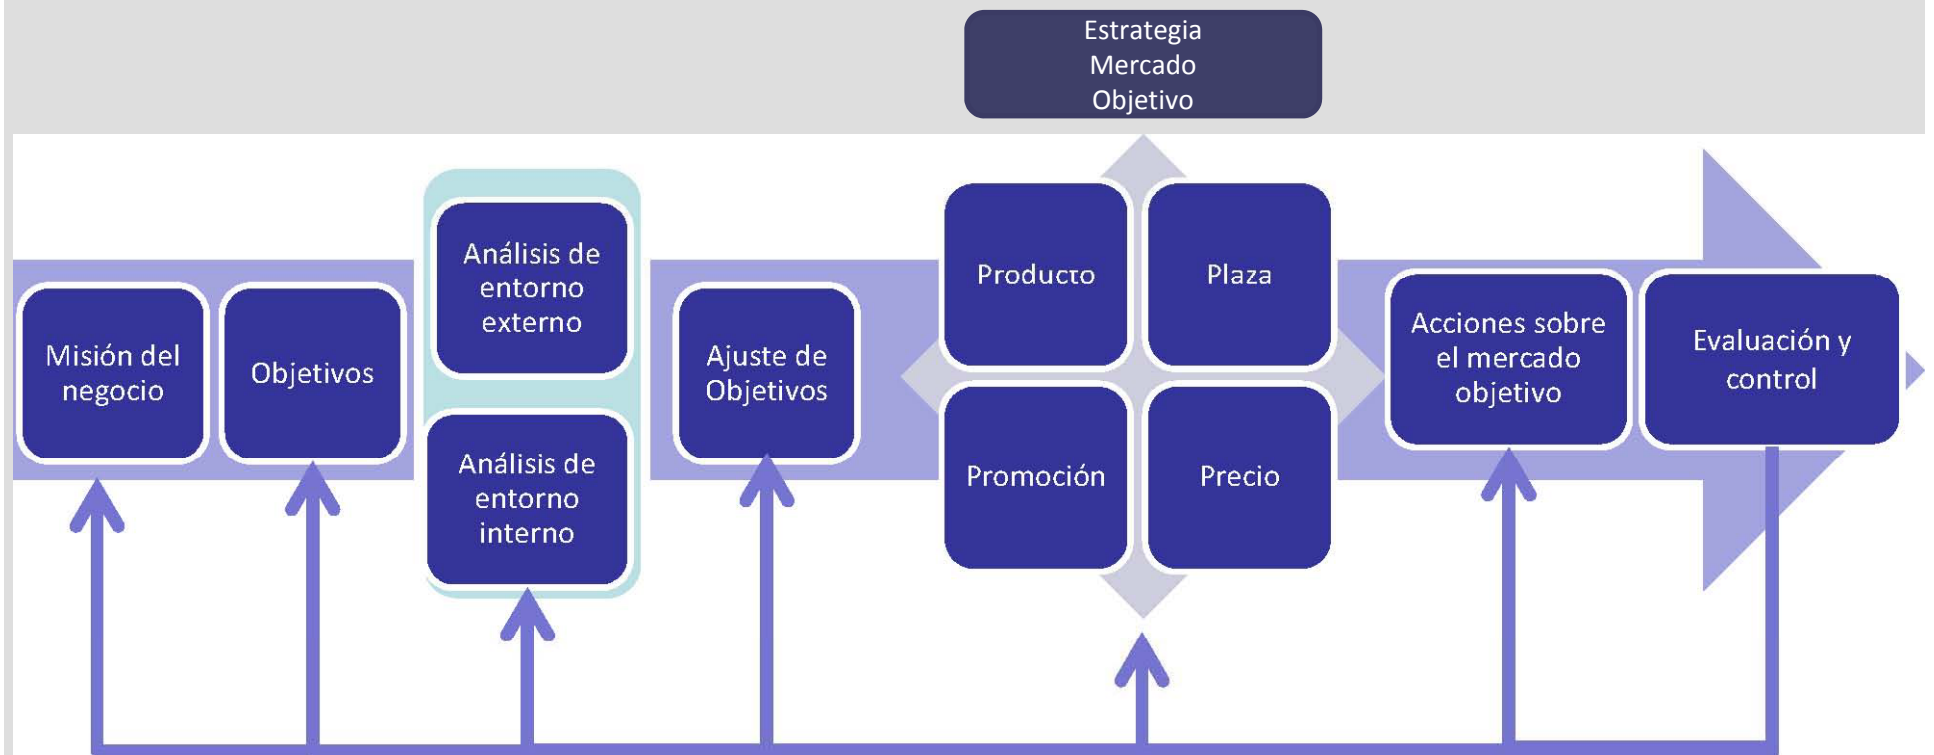 Estrategia
Mercado
Objetivo
Misión del
negocio
Objetivos
Análisis de
entorno
externo
Análisis de
entorno
interno
Ajuste de
Objetivos
Producto
Plaza
Promoción
Precio
Acciones sobre
el mercado
objetivo
Evaluación y
control